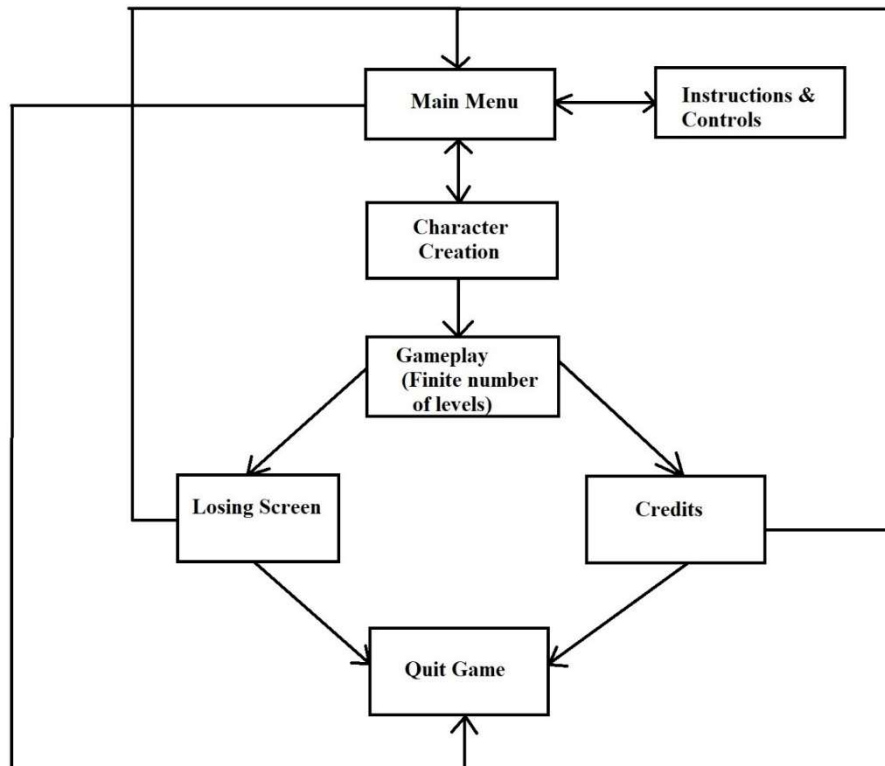 Main Menu
Instructions &
Controls
Character
Creation
Gameplay
(Finite number
of levels)
Losing Screen
Credits
Quit Game